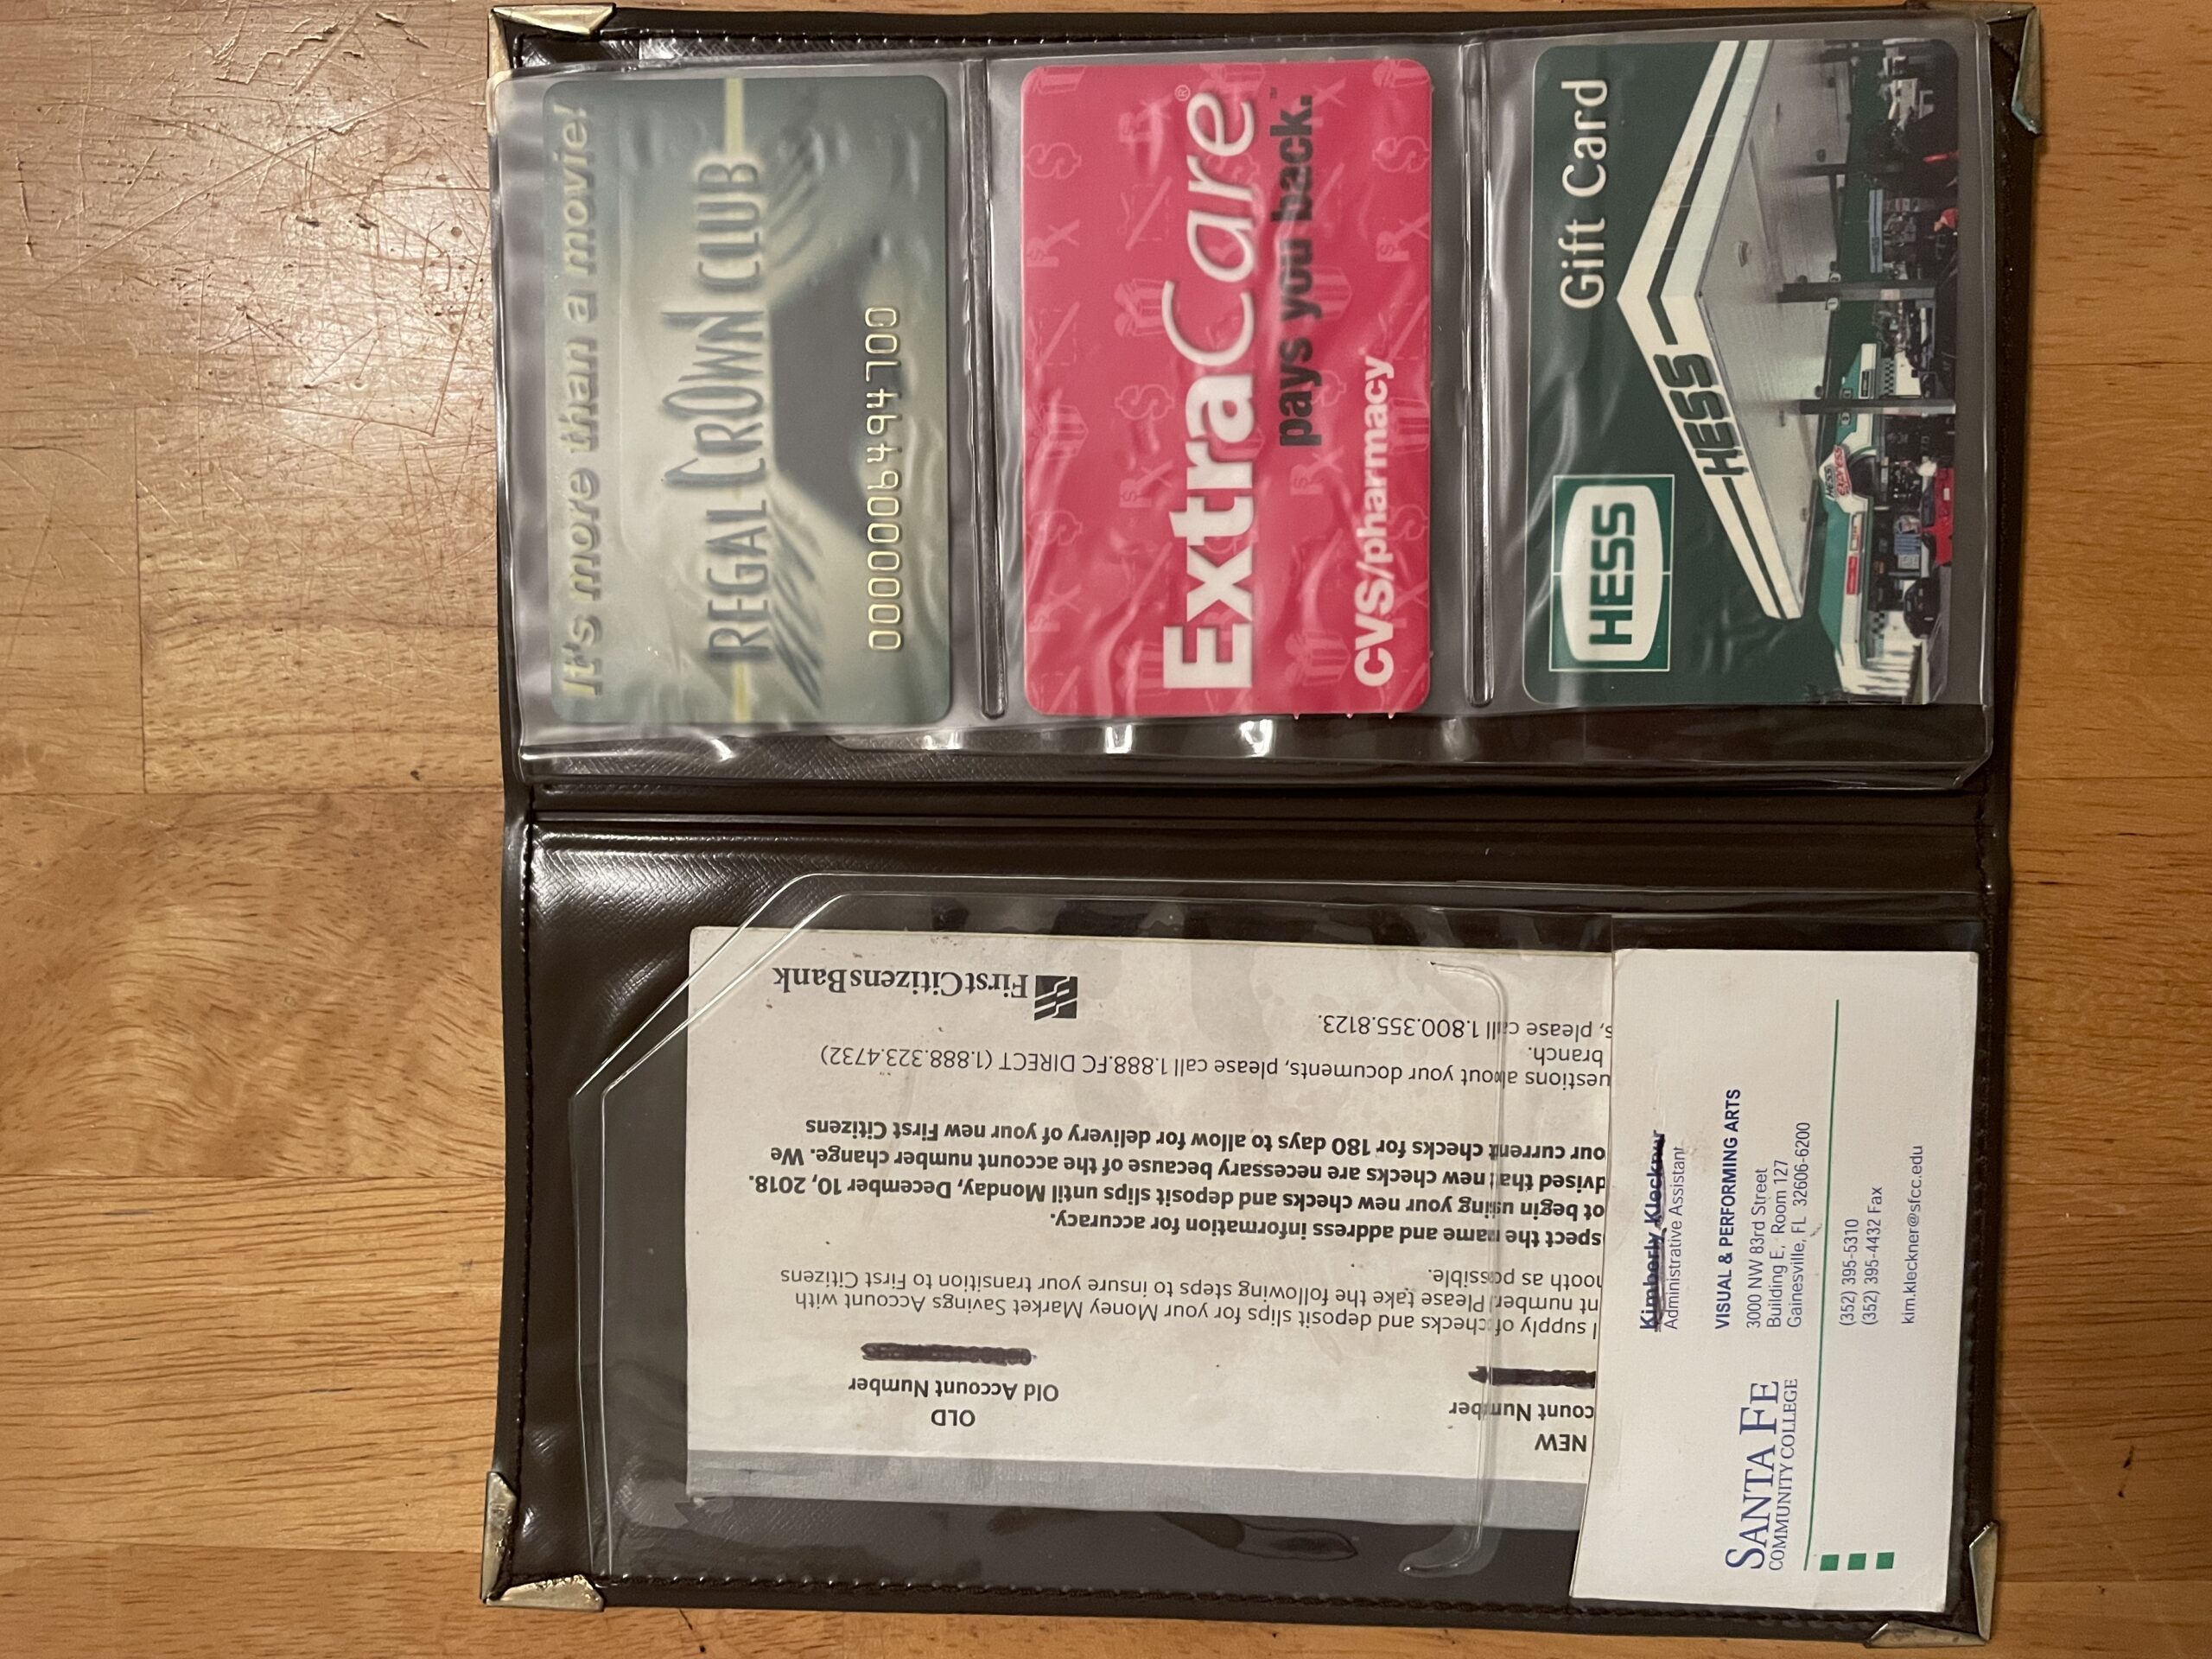 It's more than a movie!
REGAL CROWN CLUB
ExtraCare®
pays you back.™
CVS/pharmacy
Gift Card
HESS
HESS
HESS
EXPRESS
NEW
OLD
count Number
Old Account Number
l supply of checks and deposit slips for your Money Market Savings Account with
nt number. Please take the following steps to insure your transition to First Citizens
nooth as possible.
spect the name and address information for accuracy.
ot begin using your new checks and deposit slips until Monday, December 10, 2018.
dvised that new checks are necessary because of the account number change. We
our current checks for 180 days to allow for delivery of your new First Citizens
uestions about your documents, please call 1.888.FC DIRECT (1.888.323.4732)
branch.
s, please call 1.800.355.8123.
FirstCitizensBank
SANTA FE
COMMUNITY COLLEGE
Kimberly Kleckner
Administrative Assistant
VISUAL & PERFORMING ARTS
3000 NW 83rd Street
Building E, Room 127
Gainesville, FL 32606-6200
(352) 395-5310
(352) 395-4432 Fax
kim.kleckner@sfcc.edu